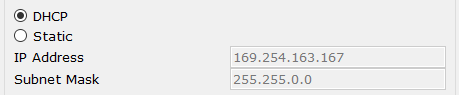 DHCP
Static
IP Address 169.254.163.167
Subnet Mask 255.255.0.0